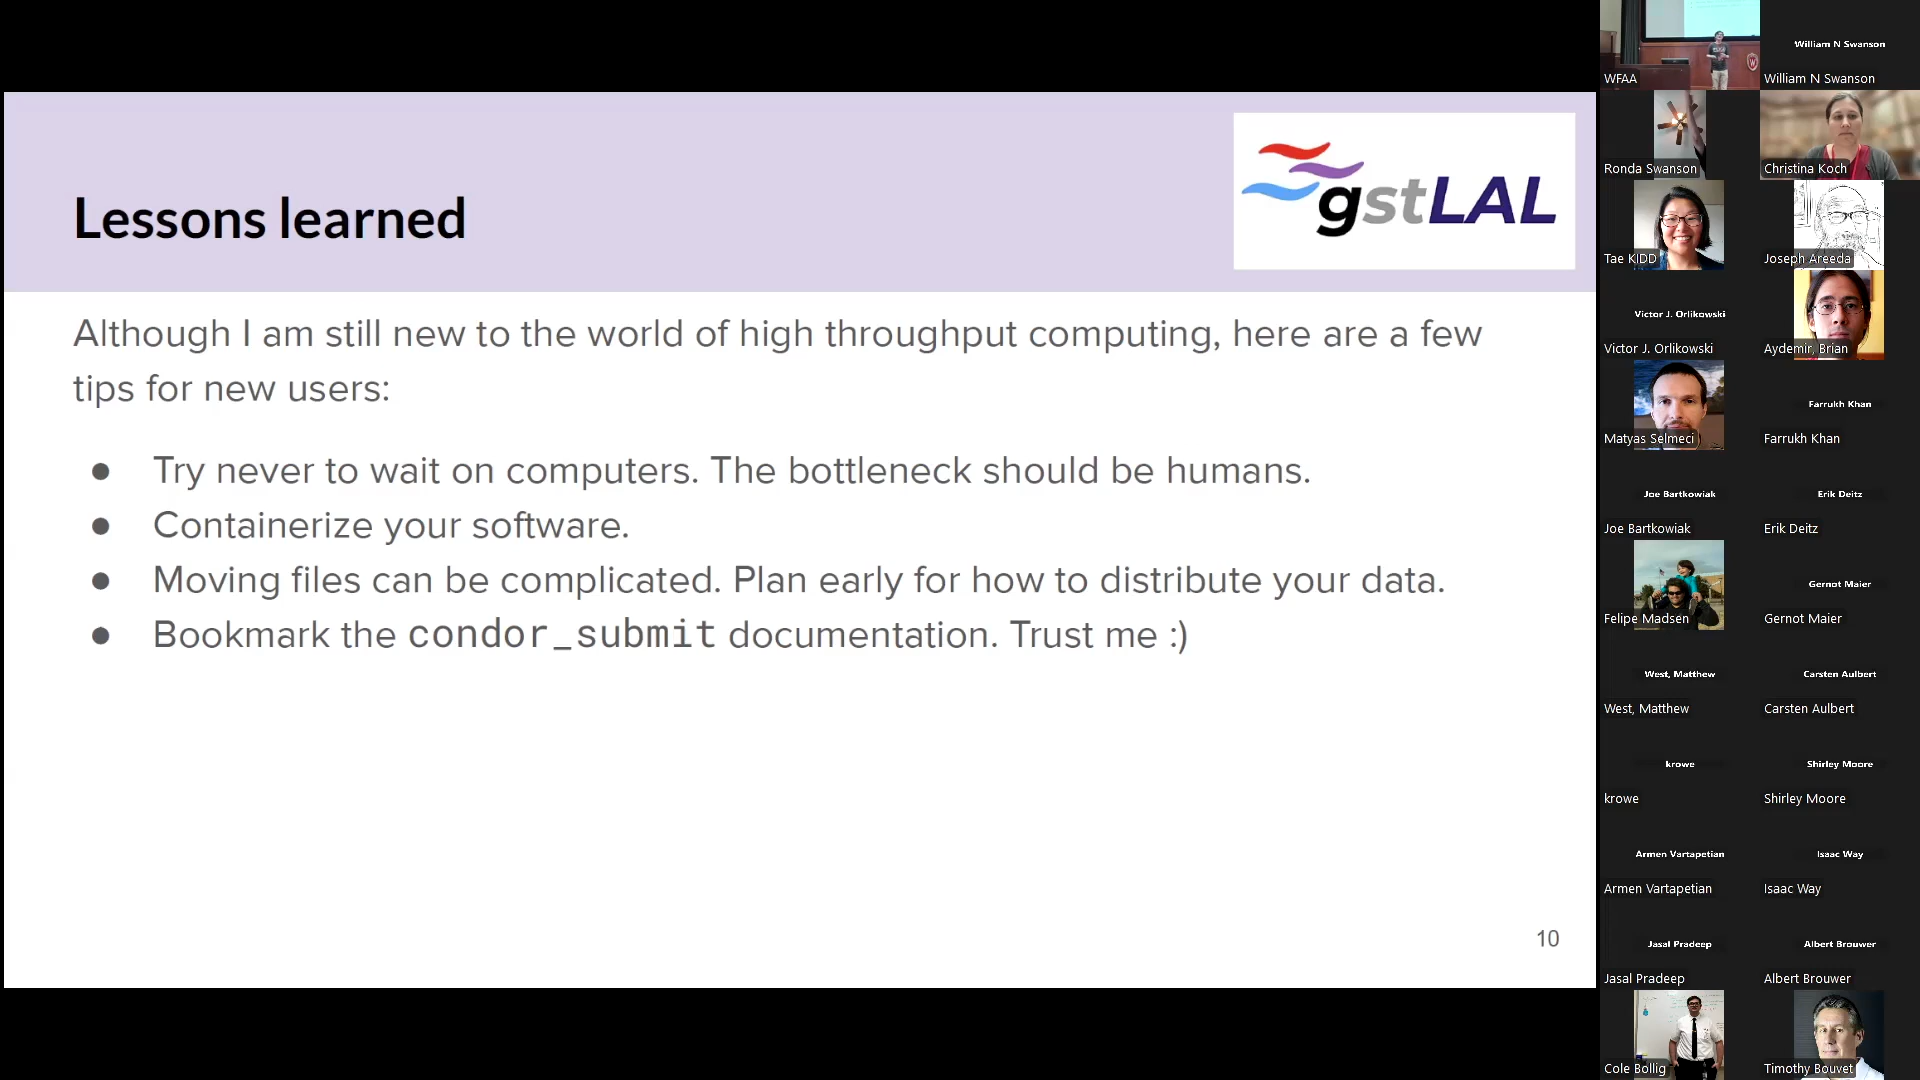 Lessons learned
gstLAL
Although I am still new to the world of high throughput computing, here are a few
tips for new users:
● Try never to wait on computers. The bottleneck should be humans.
● Containerize your software.
● Moving files can be complicated. Plan early for how to distribute your data.
● Bookmark the condor_submit documentation. Trust me :)
10
WFAA
William N Swanson
William N Swanson
Ronda Swanson
Christina Koch
Tae KIDD
Joseph Areeda
Victor J. Orlikowski
Victor J. Orlikowski
Aydemir, Brian
Matyas Selmeci
Farrukh Khan
Farrukh Khan
Joe Bartkowiak
Joe Bartkowiak
Erik Deitz
Erik Deitz
Felipe Madsen
Gernot Maier
Gernot Maier
West, Matthew
West, Matthew
Carsten Aulbert
Carsten Aulbert
krowe
krowe
Shirley Moore
Shirley Moore
Armen Vartapetian
Armen Vartapetian
Isaac Way
Isaac Way
Jasal Pradeep
Jasal Pradeep
Albert Brouwer
Albert Brouwer
Cole Bollig
Timothy Bouvet